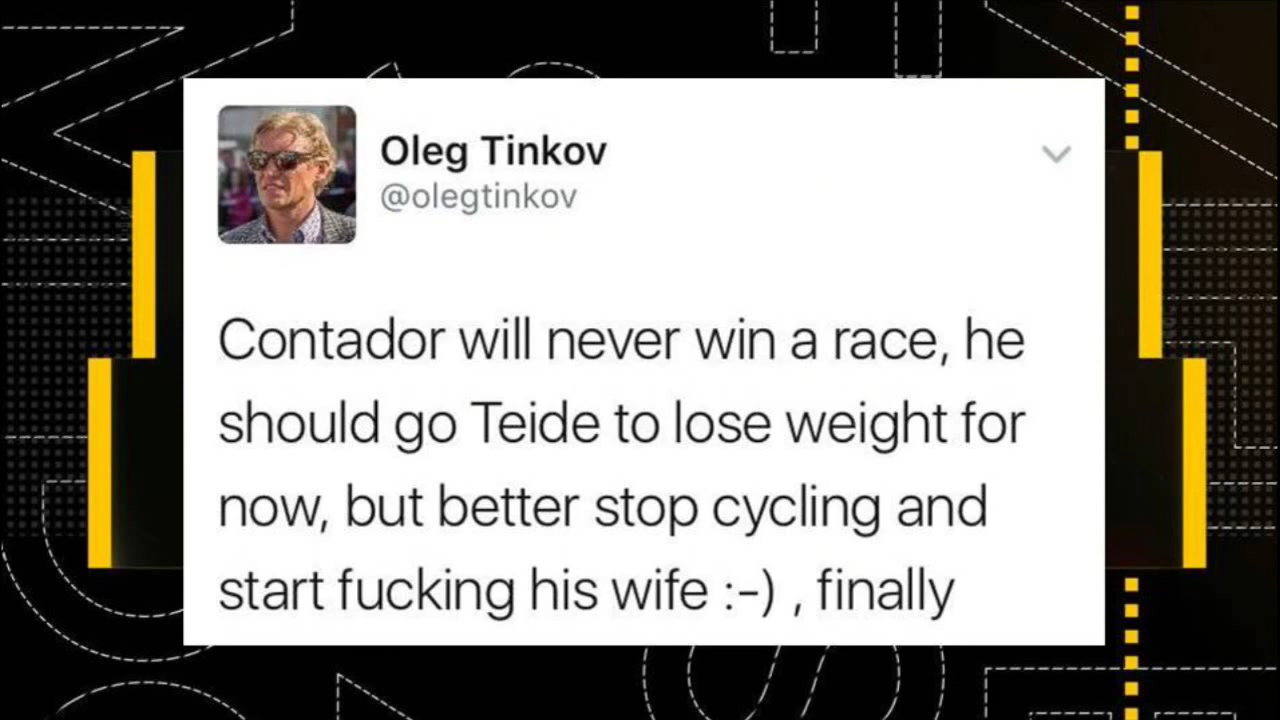 Oleg Tinkov
@olegtinkov
Contador will never win a race, he
should go Teide to lose weight for
now, but better stop cycling and
start fucking his wife :-) , finally